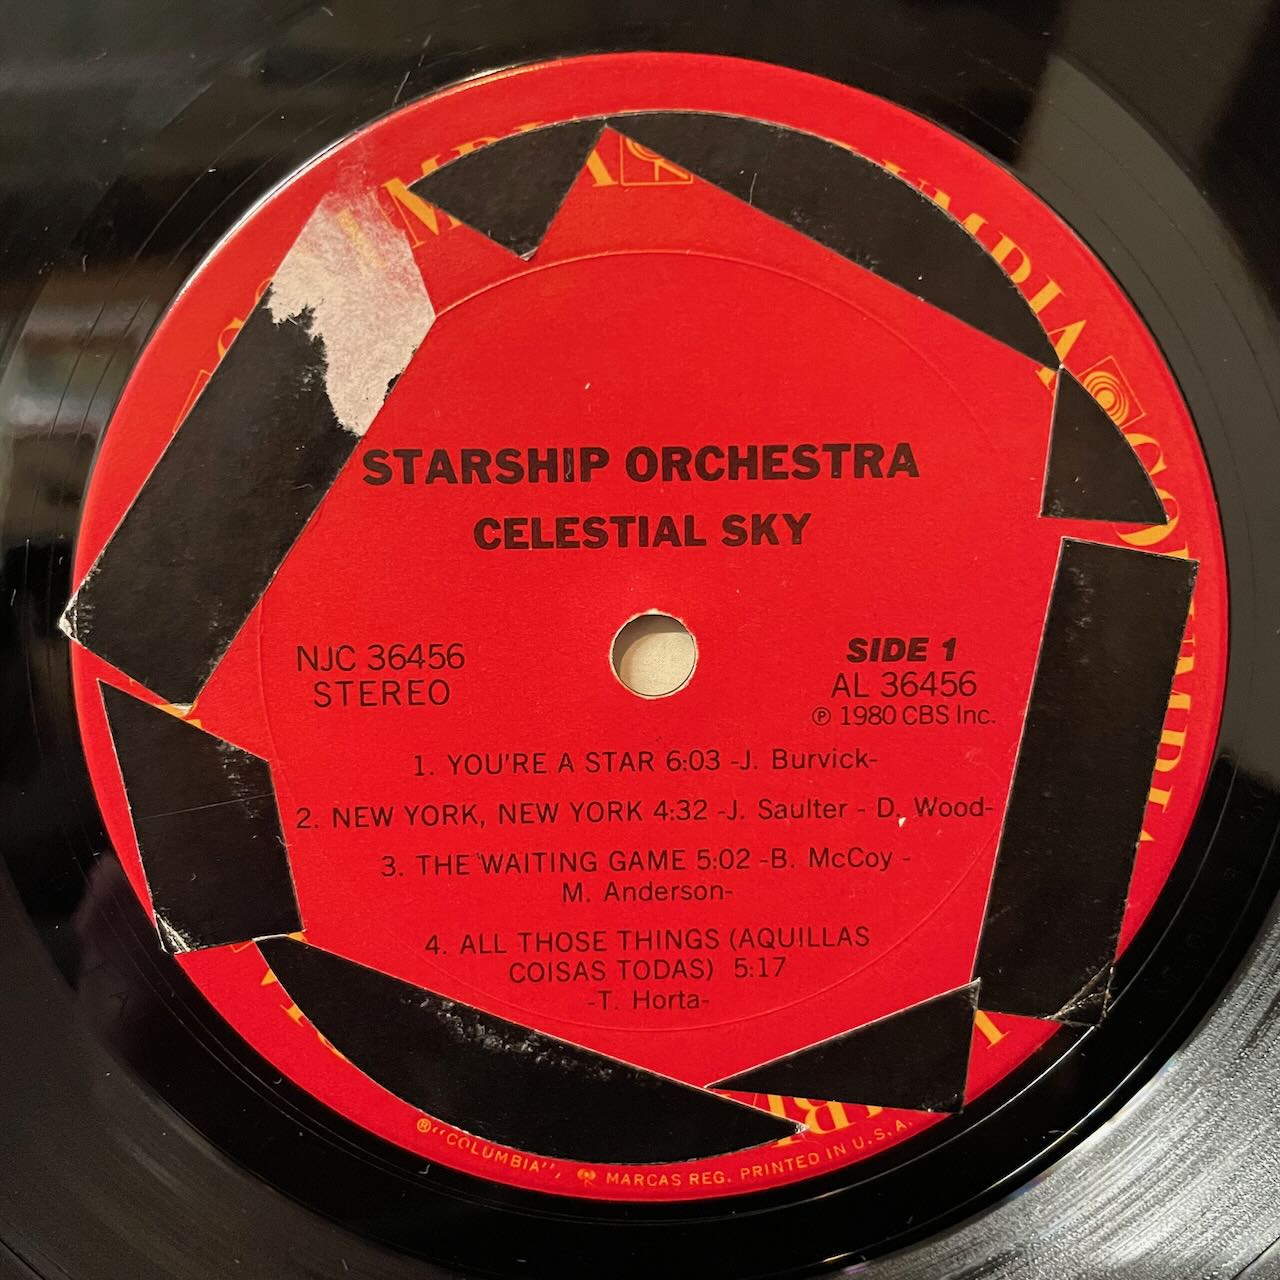 STARSHIP ORCHESTRA
CELESTIAL SKY
NJC 36456
STEREO
SIDE 1
AL 36456
℗ 1980 CBS Inc.
1. YOU'RE A STAR 6:03 -J. Burvick-
2. NEW YORK, NEW YORK 4:32 -J. Saulter - D. Wood-
3. THE WAITING GAME 5:02 -B. McCoy -
M. Anderson-
4. ALL THOSE THINGS (AQUILLAS
COISAS TODAS) 5:17
-T. Horta-
®"COLUMBIA", MARCAS REG. PRINTED IN U.S.A.